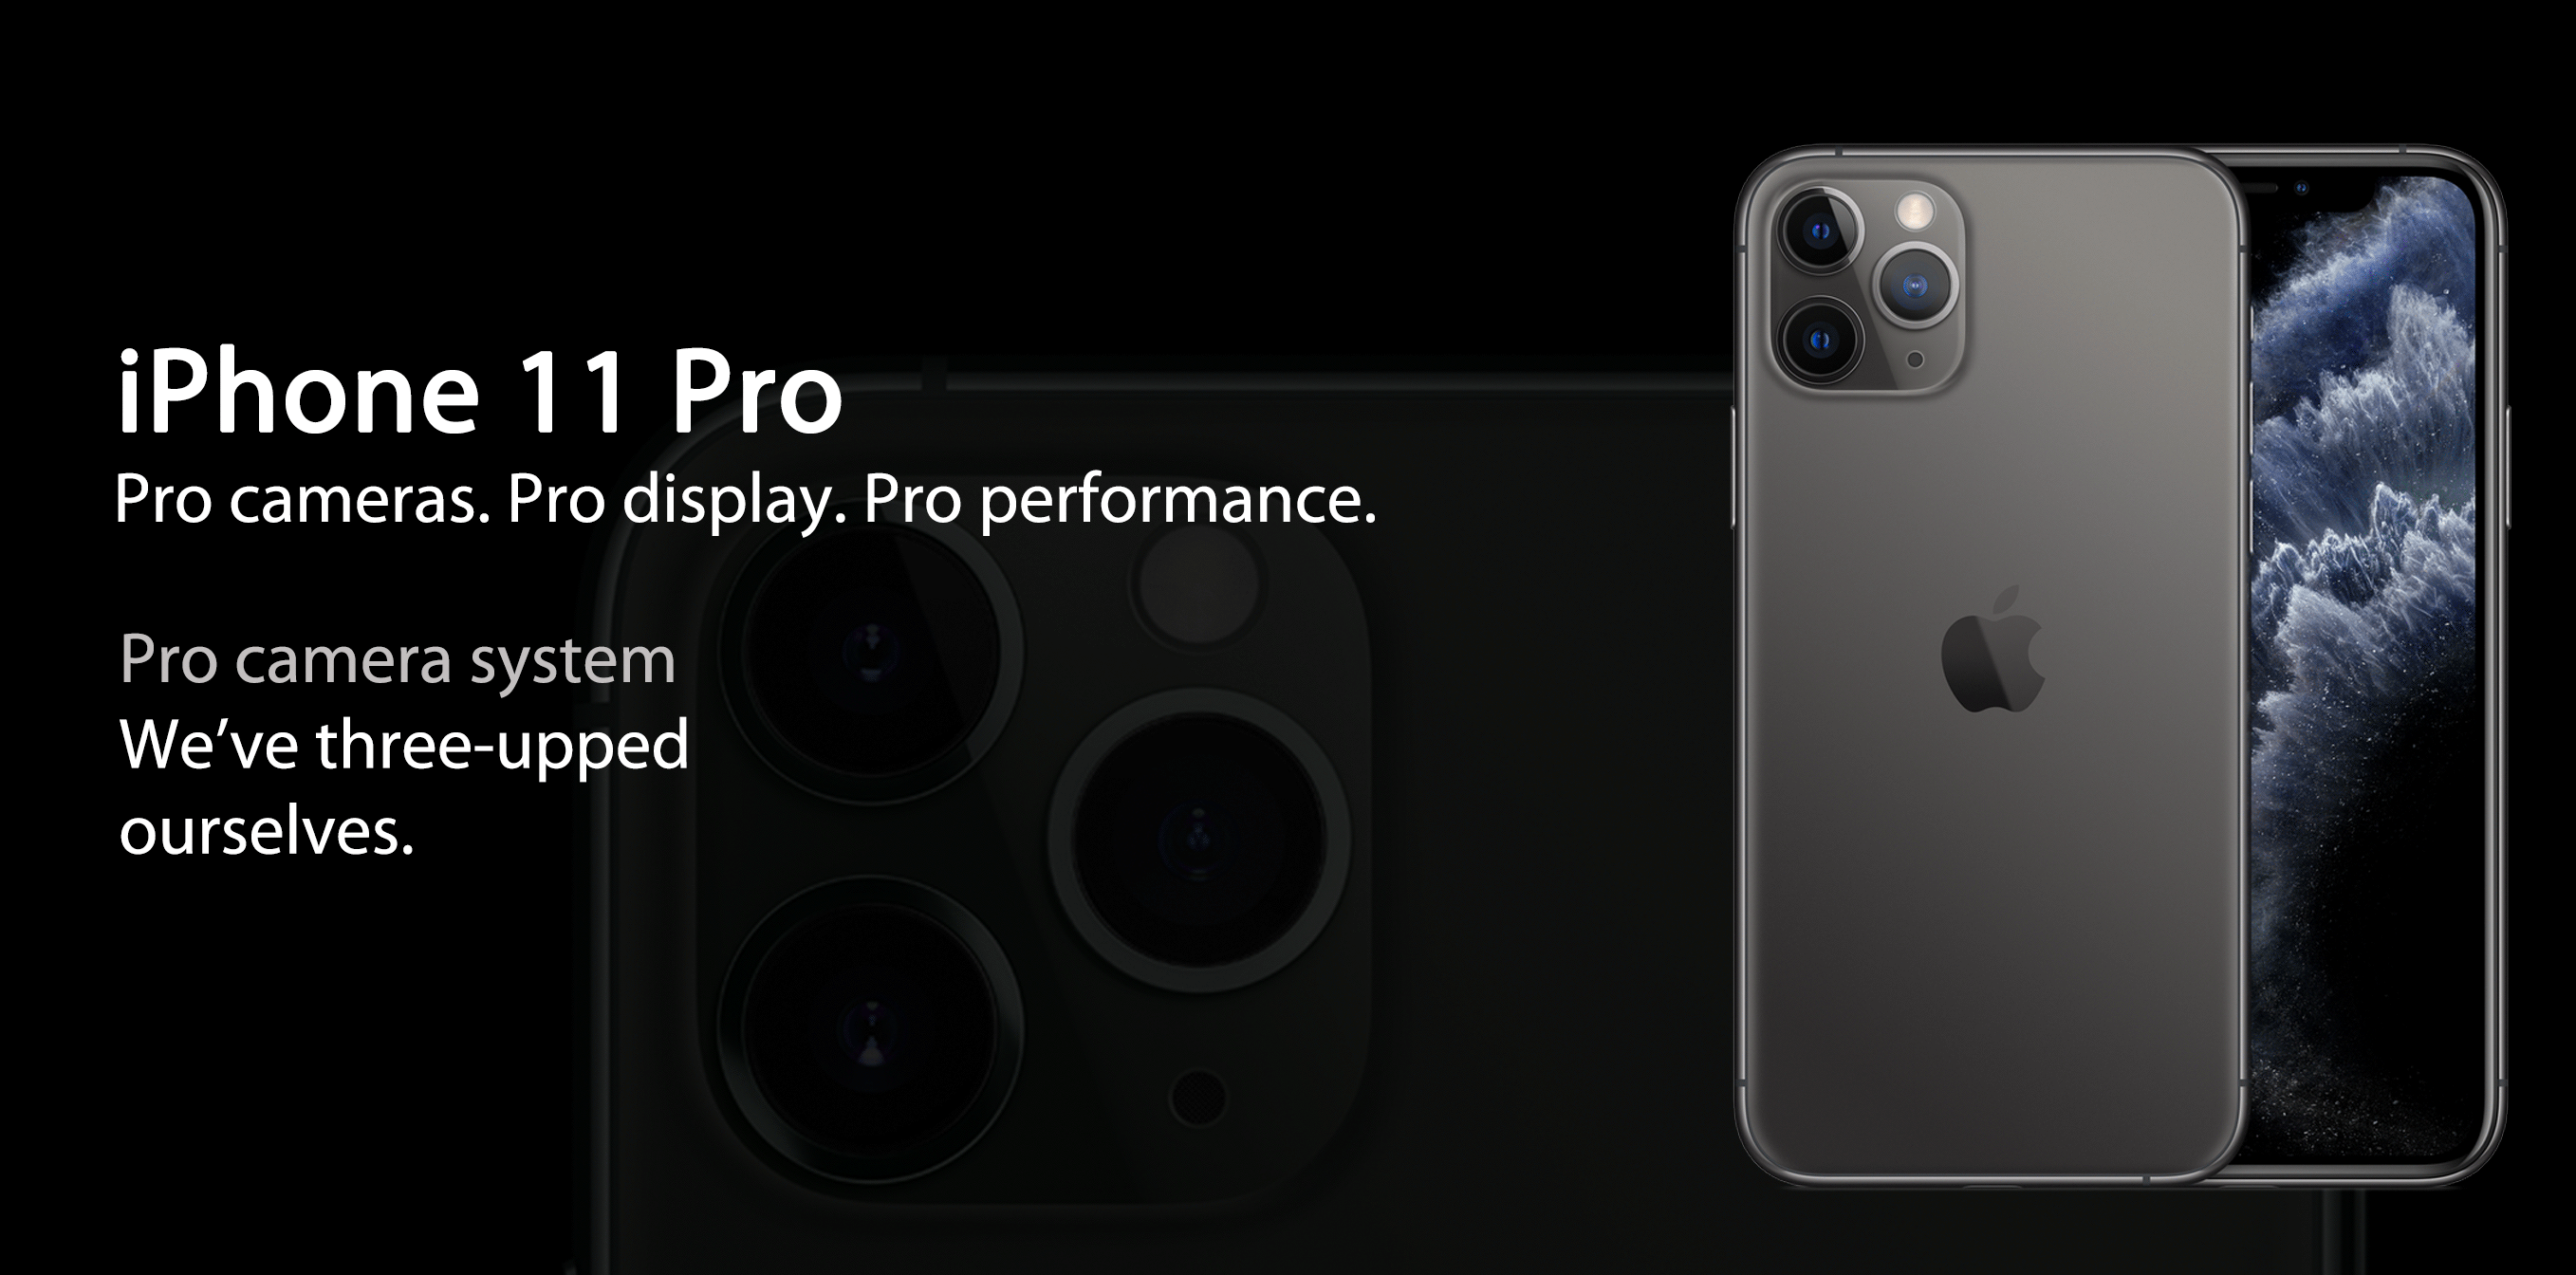 iPhone 11 Pro
Pro cameras. Pro display. Pro performance.
Pro camera system
We’ve three-upped
ourselves.